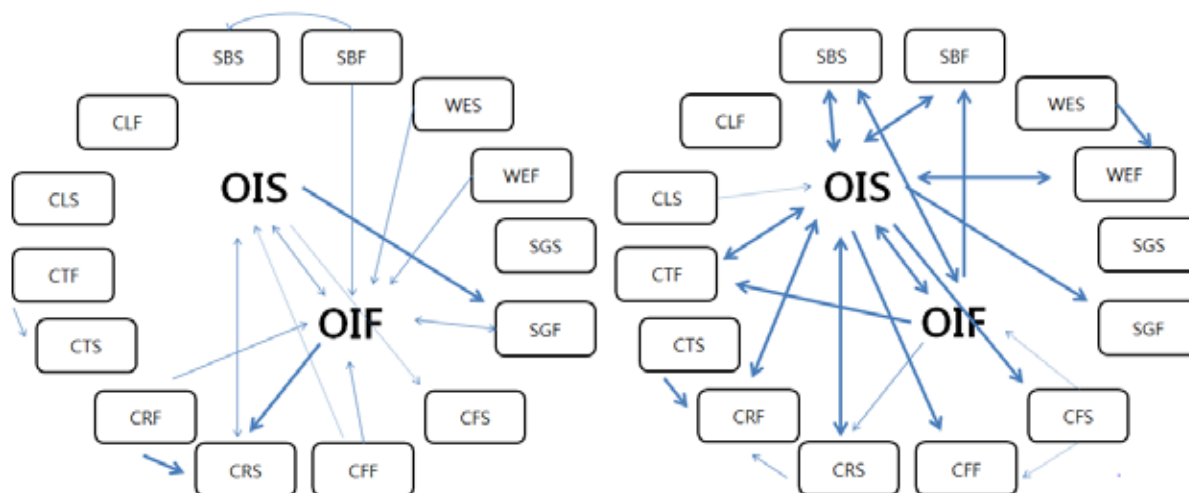 SBS
SBF
WES
CLF
WEF
OIS
CLS
SGS
CTF
SGF
OIF
CTS
CRF
CFS
CRS
CFF
SBS
SBF
WES
CLF
WEF
OIS
CLS
SGS
CTF
SGF
OIF
CTS
CRF
CFS
CRS
CFF